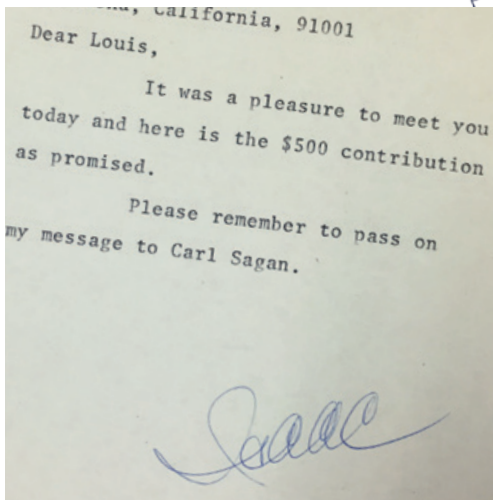 California, 91001
Dear Louis,
It was a pleasure to meet you
today and here is the $500 contribution
as promised.
Please remember to pass on
my message to Carl Sagan.
Isaac